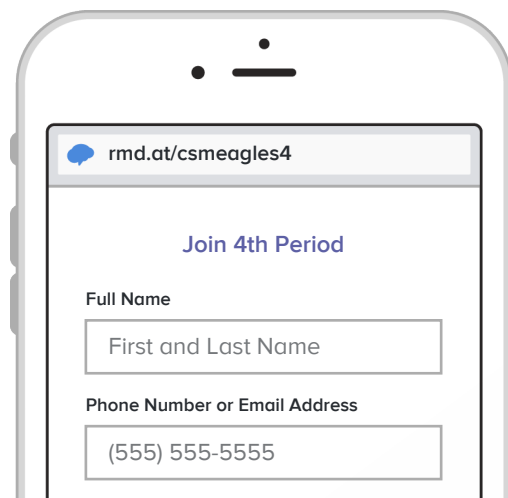 rmd.at/csmeagles4
Join 4th Period
Full Name
First and Last Name
Phone Number or Email Address
(555) 555-5555